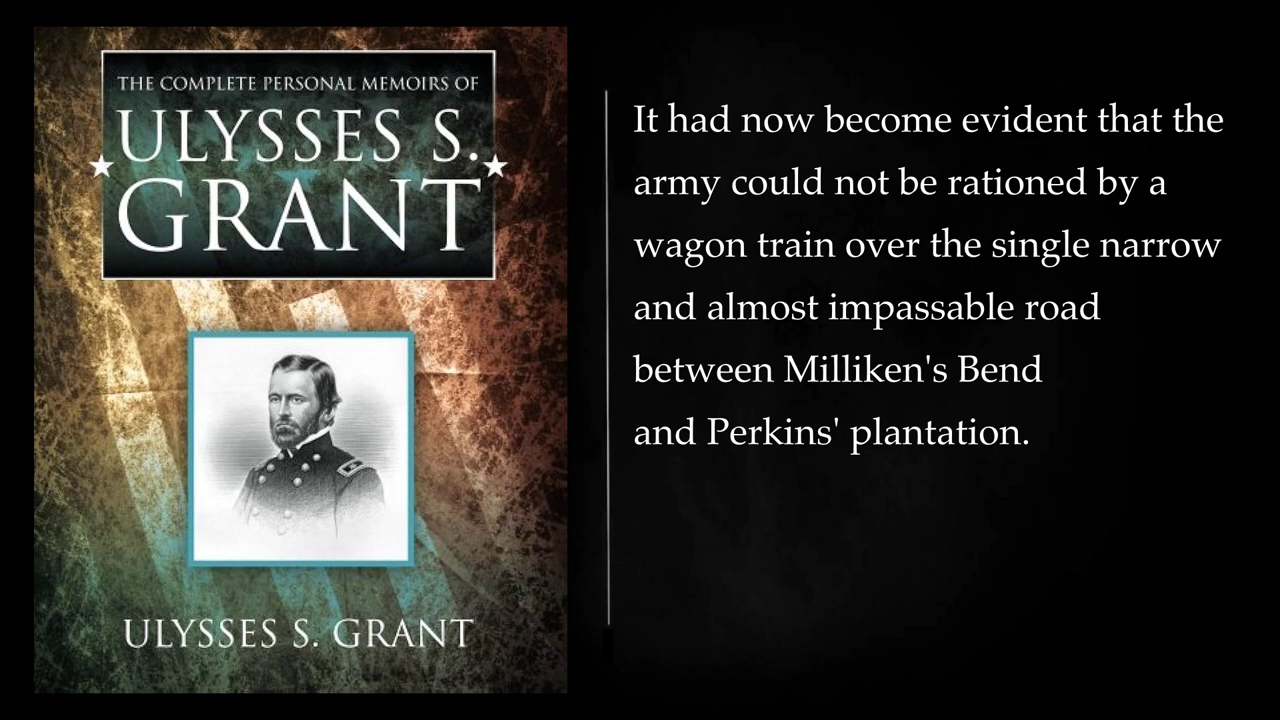 THE COMPLETE PERSONAL MEMOIRS OF
ULYSSES S.
GRANT
ULYSSES S. GRANT
It had now become evident that the
army could not be rationed by a
wagon train over the single narrow
and almost impassable road
between Milliken's Bend
and Perkins' plantation.